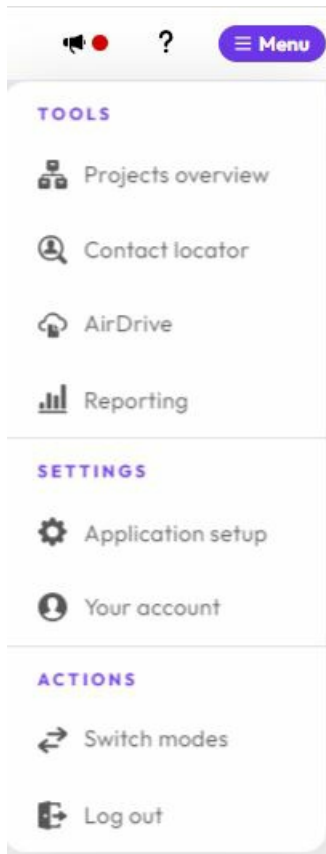 ?
Menu
TOOLS
Projects overview
Contact locator
AirDrive
Reporting
SETTINGS
Application setup
Your account
ACTIONS
Switch modes
Log out